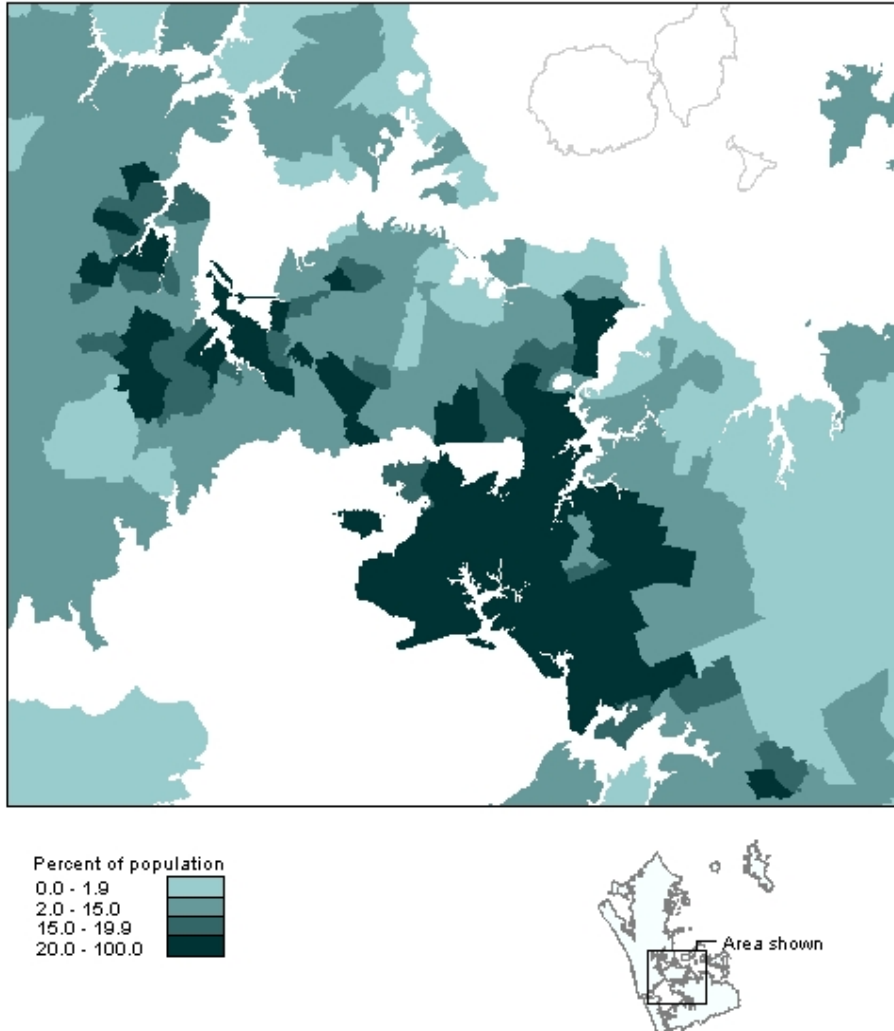 Percent of population
0.0 - 1.9
2.0 - 15.0
15.0 - 19.9
20.0 - 100.0
Area shown